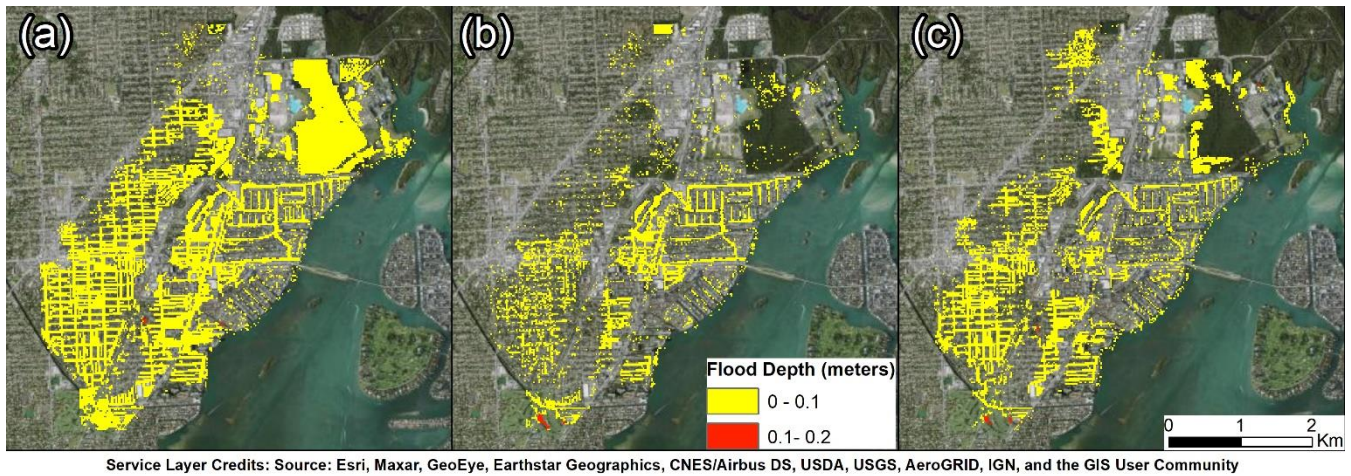 (a)
(b)
(c)
Flood Depth (meters)
0 - 0.1
0.1- 0.2
0 1 2
Km
Service Layer Credits: Source: Esri, Maxar, GeoEye, Earthstar Geographics, CNES/Airbus DS, USDA, USGS, AeroGRID, IGN, and the GIS User Community